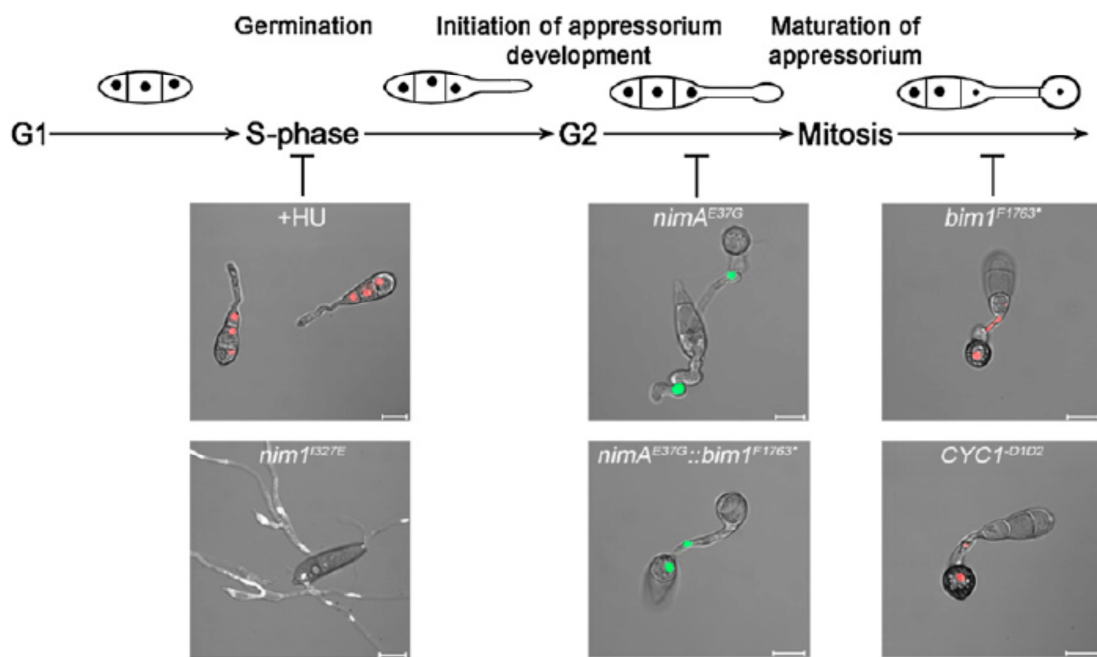 Germination
Initiation of appressorium
development
Maturation of
appressorium
G1
S-phase
G2
Mitosis
+HU
nimA^E37G
bim1^F1763*
nim1^I327E
nimA^E37G::bim1^F1763*
CYC1^-D1D2